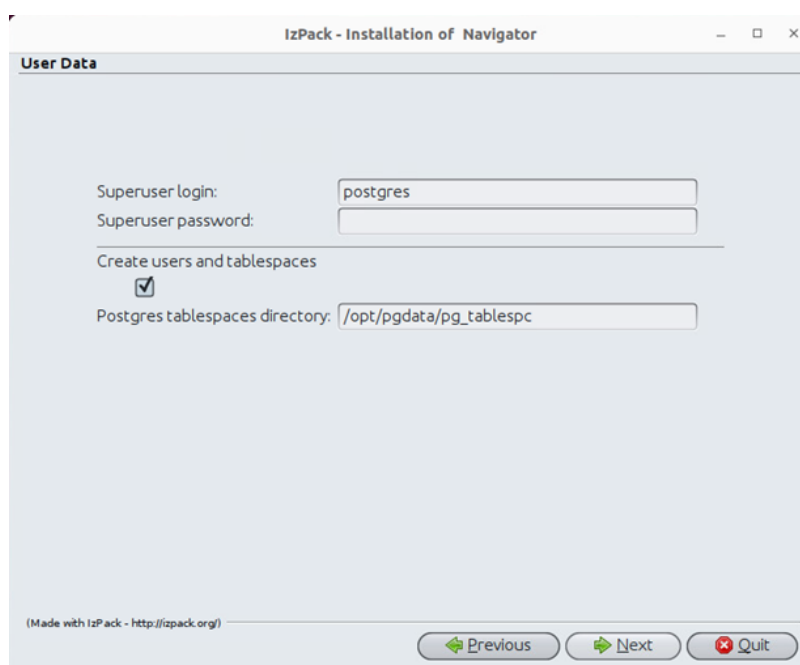 IzPack - Installation of Navigator
User Data
Superuser login: postgres
Superuser password:
Create users and tablespaces
Postgres tablespaces directory: /opt/pgdata/pg_tablespc
(Made with IzPack - http://izpack.org/)
Previous Next Quit